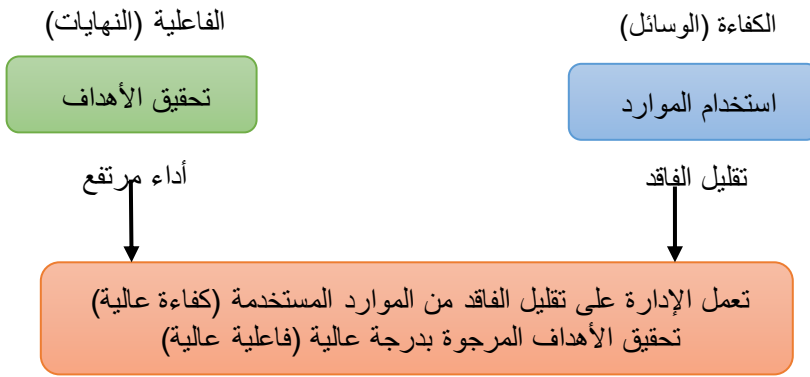 الكفاءة (الوسائل)
الفاعلية (النهايات)
استخدام الموارد
تحقيق الأهداف
تقليل الفاقد
أداء مرتفع
تعمل الإدارة على تقليل الفاقد من الموارد المستخدمة (كفاءة عالية)
تحقيق الأهداف المرجوة بدرجة عالية (فاعلية عالية)